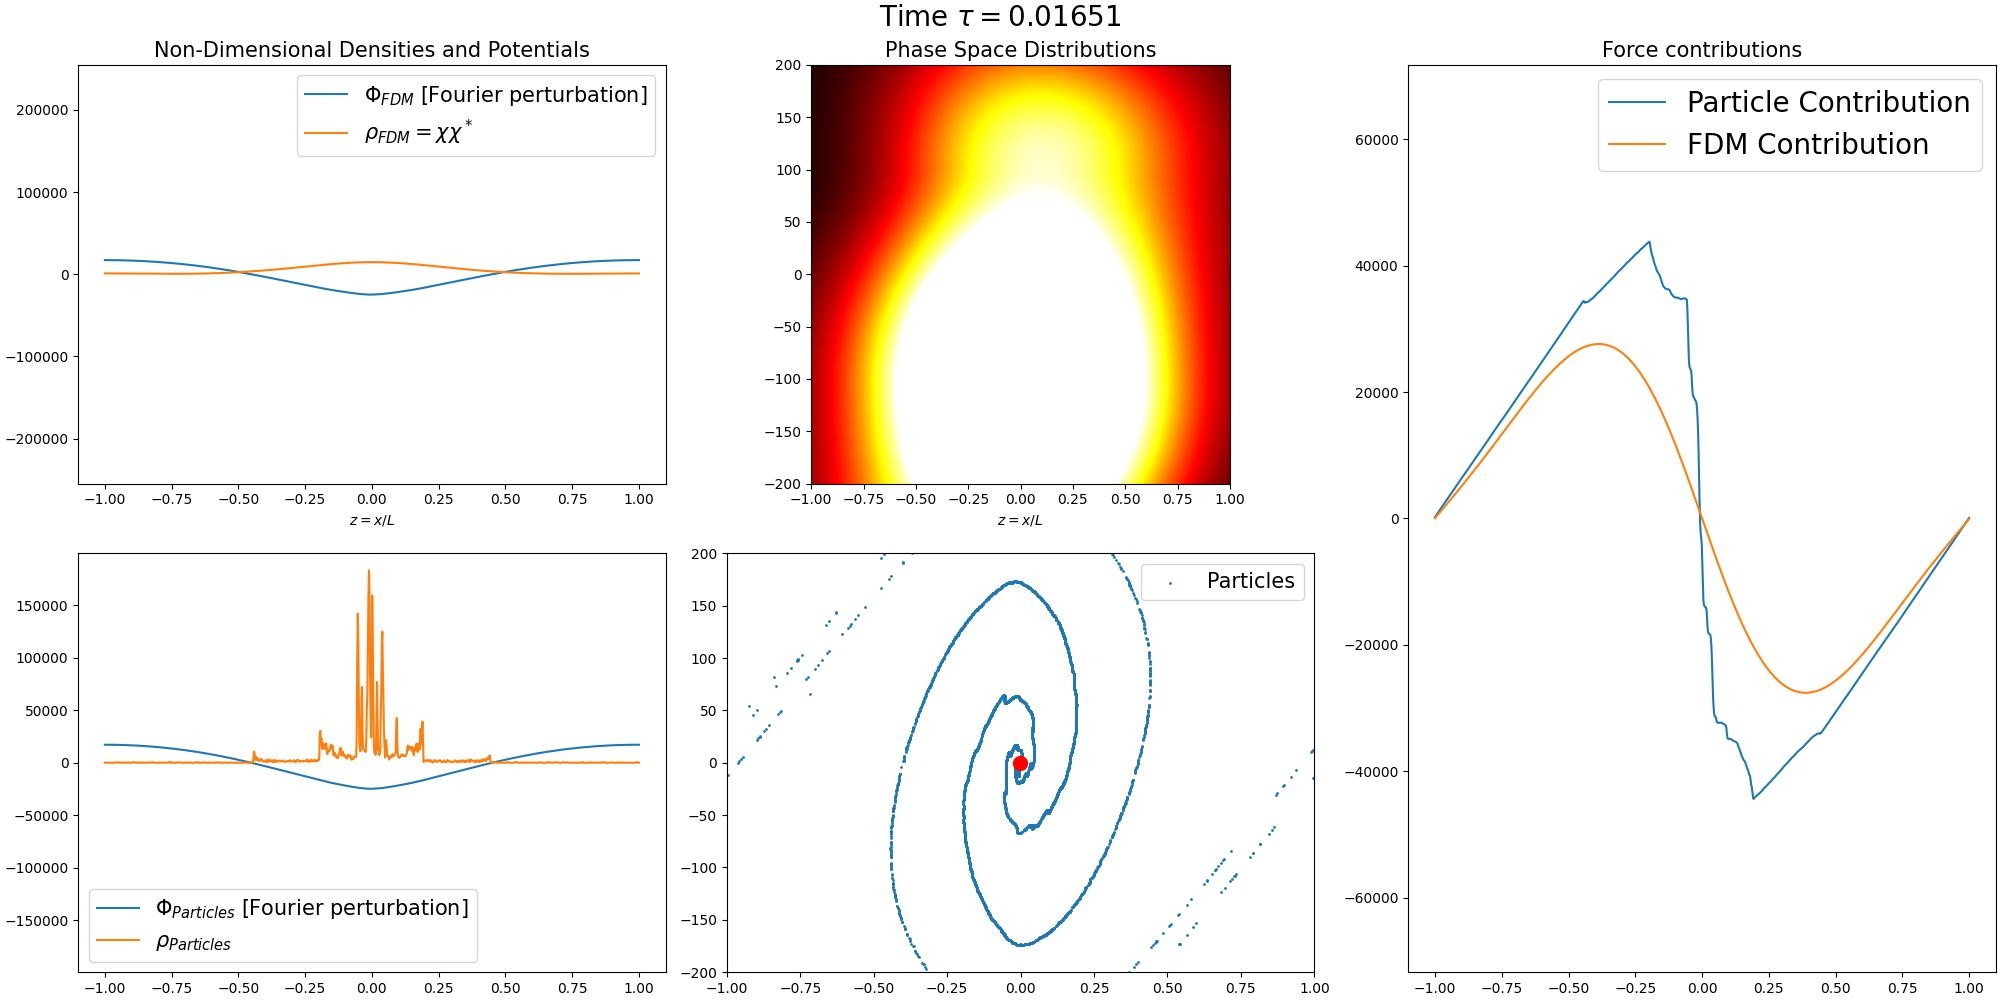 Time τ = 0.01651
Non-Dimensional Densities and Potentials
Φ_FDM [Fourier perturbation]
ρ_FDM = χχ*
200000
100000
0
−100000
−200000
−1.00 −0.75 −0.50 −0.25 0.00 0.25 0.50 0.75 1.00
z = x/L
Phase Space Distributions
200
150
100
50
0
−50
−100
−150
−200
−1.00 −0.75 −0.50 −0.25 0.00 0.25 0.50 0.75 1.00
z = x/L
Force contributions
Particle Contribution
FDM Contribution
60000
40000
20000
0
−20000
−40000
−60000
−1.00 −0.75 −0.50 −0.25 0.00 0.25 0.50 0.75 1.00
150000
100000
50000
0
−50000
−100000
−150000
Φ_Particles [Fourier perturbation]
ρ_Particles
−1.00 −0.75 −0.50 −0.25 0.00 0.25 0.50 0.75 1.00
Particles
200
150
100
50
0
−50
−100
−150
−200
−1.00 −0.75 −0.50 −0.25 0.00 0.25 0.50 0.75 1.00